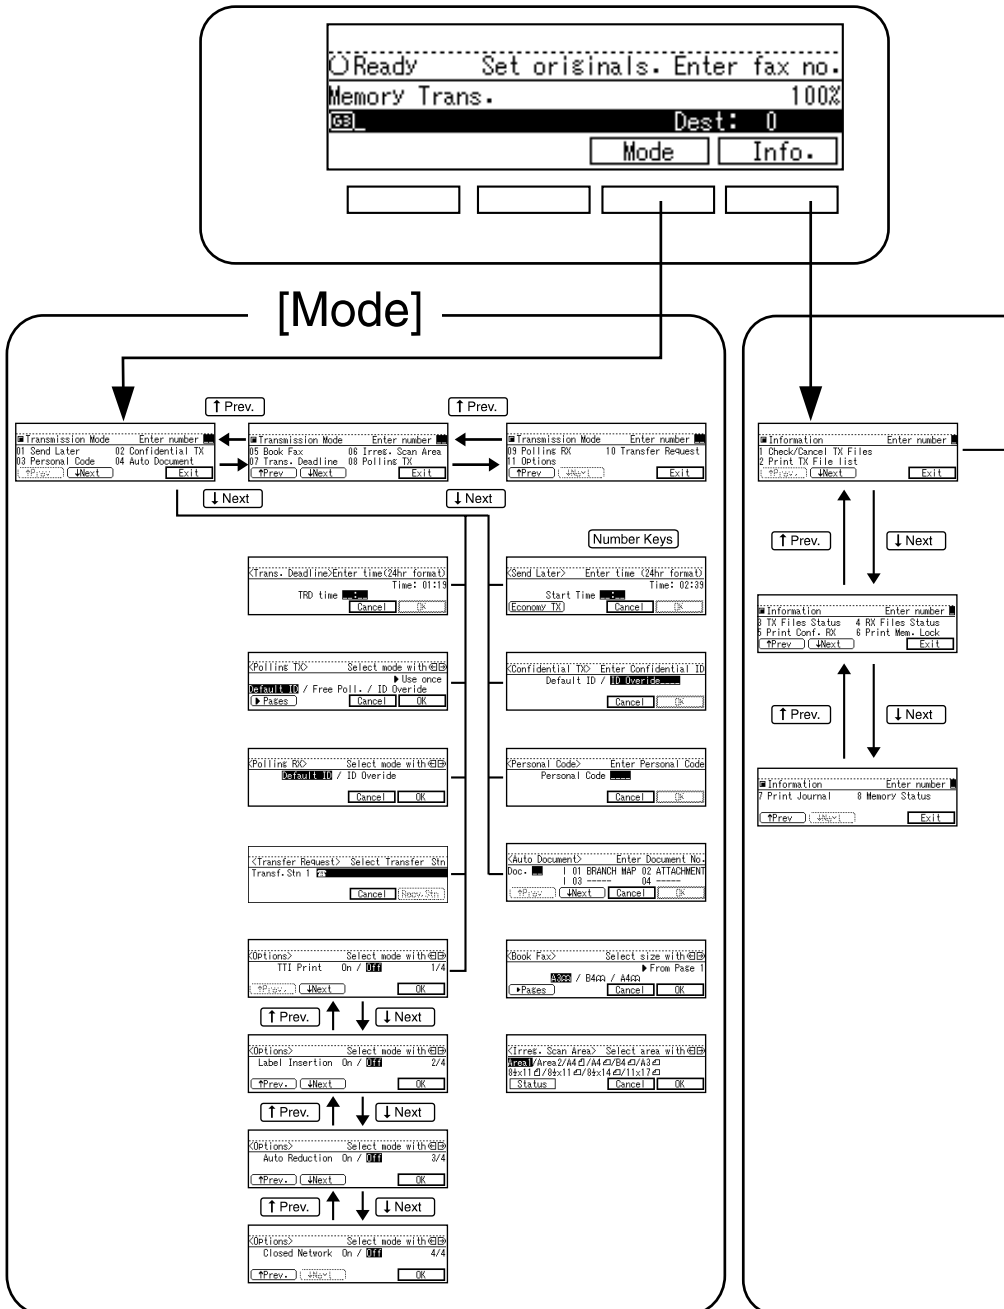 Ready Set originals. Enter fax no.
Memory Trans. 100%
G3_ Dest: 0
Mode Info.
[Mode]
↑ Prev. ↑ Prev.
Transmission Mode Enter number
01 Send Later 02 Confidential TX
03 Personal Code 04 Auto Document
↑Prev. ↓Next Exit
Transmission Mode Enter number
05 Book Fax 06 Irreg. Scan Area
07 Trans. Deadline 08 Polling TX
↑Prev ↓Next Exit
Transmission Mode Enter number
09 Polling RX 10 Transfer Request
11 Options
↑Prev ↓Next Exit
↓ Next ↓ Next
Number Keys
<Trans. Deadline>Enter time(24hr format)
Time: 01:19
TRD time __:__
Cancel OK
<Send Later> Enter time (24hr format)
Time: 02:39
Start Time __:__
Economy TX Cancel OK
<Polling TX> Select mode with
Use once
Default ID / Free Poll. / ID Overide
Pages Cancel OK
<Confidential TX> Enter Confidential ID
Default ID / ID Overide____
Cancel OK
<Polling RX> Select mode with
Default ID / ID Overide
Cancel OK
<Personal Code> Enter Personal Code
Personal Code ____
Cancel OK
<Transfer Request> Select Transfer Stn
Transf.Stn 1
Cancel Recv.Stn
<Auto Document> Enter Document No.
Doc. __ | 01 BRANCH MAP 02 ATTACHMENT
| 03 ----- 04 -----
↑Prev ↓Next Cancel OK
<Options> Select mode with
TTI Print On / Off 1/4
↑Prev. ↓Next OK
<Book Fax> Select size with
From Page 1
A3 / B4 / A4
Pages Cancel OK
↑ Prev. ↓ Next
<Options> Select mode with
Label Insertion On / Off 2/4
↑Prev. ↓Next OK
<Irreg. Scan Area> Select area with
Area1/Area2/A4/A4/B4/A3
8½x11/8½x11/8½x14/11x17
Status Cancel OK
↑ Prev. ↓ Next
<Options> Select mode with
Auto Reduction On / Off 3/4
↑Prev. ↓Next OK
↑ Prev. ↓ Next
<Options> Select mode with
Closed Network On / Off 4/4
↑Prev. ↓Next OK
Information Enter number
1 Check/Cancel TX Files
2 Print TX File list
↑Prev. ↓Next Exit
↑ Prev. ↓ Next
Information Enter number
3 TX Files Status 4 RX Files Status
5 Print Conf. RX 6 Print Mem. Lock
↑Prev ↓Next Exit
↑ Prev. ↓ Next
Information Enter number
7 Print Journal 8 Memory Status
↑Prev ↓Next Exit